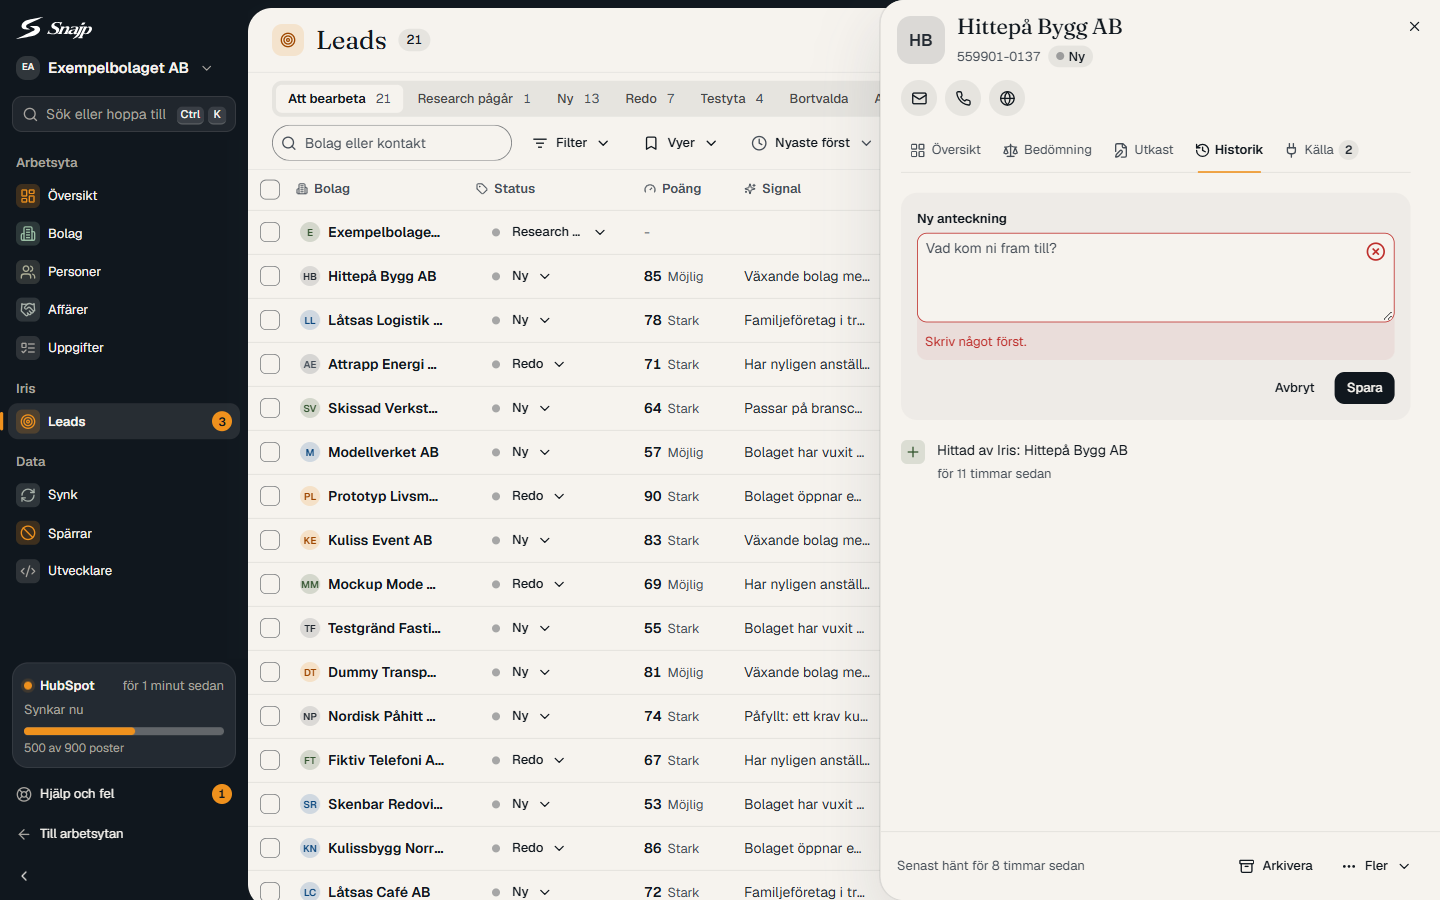 Snajp
EA Exempelbolaget AB
Sök eller hoppa till Ctrl K
Arbetsyta
Översikt
Bolag
Personer
Affärer
Uppgifter
Iris
Leads 3
Data
Synk
Spärrar
Utvecklare
HubSpot för 1 minut sedan
Synkar nu
500 av 900 poster
Hjälp och fel 1
Till arbetsytan
Leads 21
Att bearbeta 21 Research pågår 1 Ny 13 Redo 7 Testyta 4 Bortvalda
Bolag eller kontakt Filter Vyer Nyaste först
Bolag Status Poäng Signal
E Exempelbolage... Research ... -
HB Hittepå Bygg AB Ny 85 Möjlig Växande bolag me...
LL Låtsas Logistik ... Ny 78 Stark Familjeföretag i tr...
AE Attrapp Energi ... Redo 71 Stark Har nyligen anställ...
SV Skissad Verkst... Ny 64 Stark Passar på bransc...
M Modellverket AB Ny 57 Möjlig Bolaget har vuxit ...
PL Prototyp Livsm... Redo 90 Stark Bolaget öppnar e...
KE Kuliss Event AB Ny 83 Stark Växande bolag me...
MM Mockup Mode ... Redo 69 Möjlig Har nyligen anställ...
TF Testgränd Fasti... Ny 55 Stark Bolaget har vuxit ...
DT Dummy Transp... Ny 81 Möjlig Växande bolag me...
NP Nordisk Påhitt ... Ny 74 Stark Påfyllt: ett krav ku...
FT Fiktiv Telefoni A... Redo 67 Stark Har nyligen anställ...
SR Skenbar Redovi... Ny 53 Möjlig Bolaget har vuxit ...
KN Kulissbygg Norr... Redo 86 Stark Bolaget öppnar e...
LC Låtsas Café AB Ny 72 Stark Familjeföretag i tr...
HB Hittepå Bygg AB
559901-0137 Ny
Översikt Bedömning Utkast Historik Källa 2
Ny anteckning
Vad kom ni fram till?
Skriv något först.
Avbryt Spara
Hittad av Iris: Hittepå Bygg AB
för 11 timmar sedan
Senast hänt för 8 timmar sedan Arkivera Fler